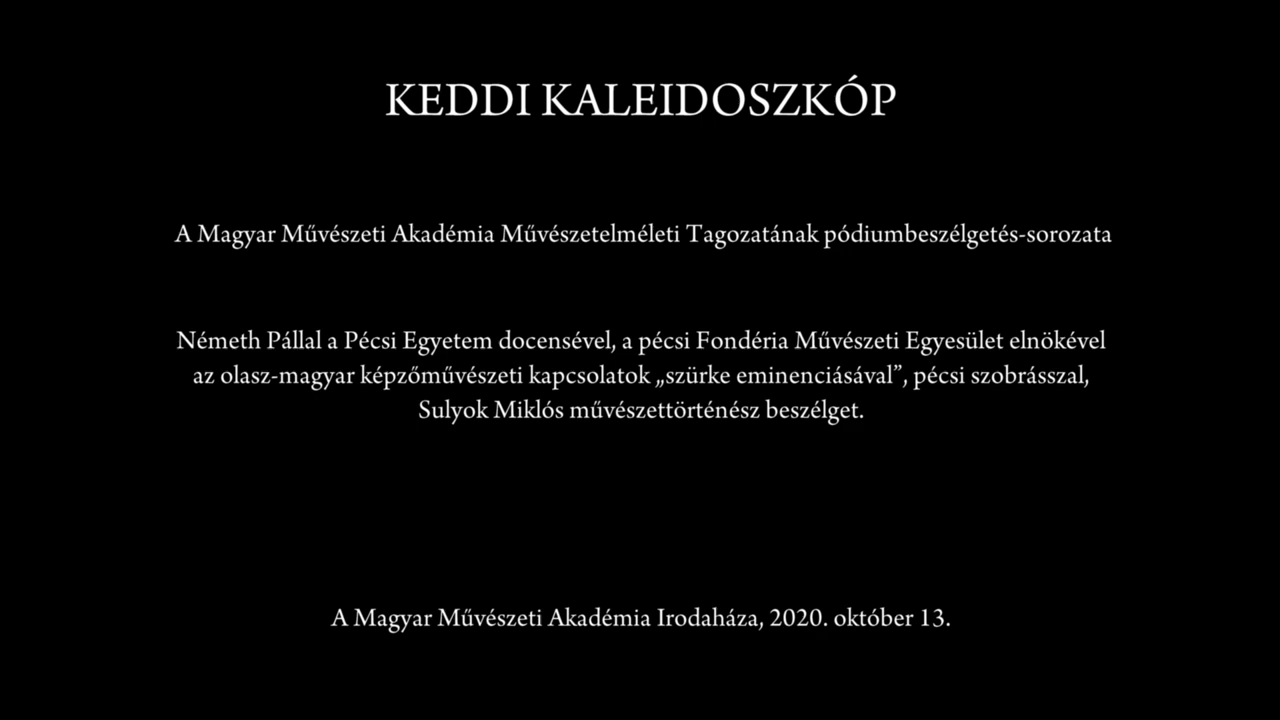 KEDDI KALEIDOSZKÓP
A Magyar Művészeti Akadémia Művészetelméleti Tagozatának pódiumbeszélgetés-sorozata
Németh Pállal a Pécsi Egyetem docensével, a pécsi Fondéria Művészeti Egyesület elnökével
az olasz-magyar képzőművészeti kapcsolatok „szürke eminenciásával”, pécsi szobrásszal,
Sulyok Miklós művészettörténész beszélget.
A Magyar Művészeti Akadémia Irodaháza, 2020. október 13.